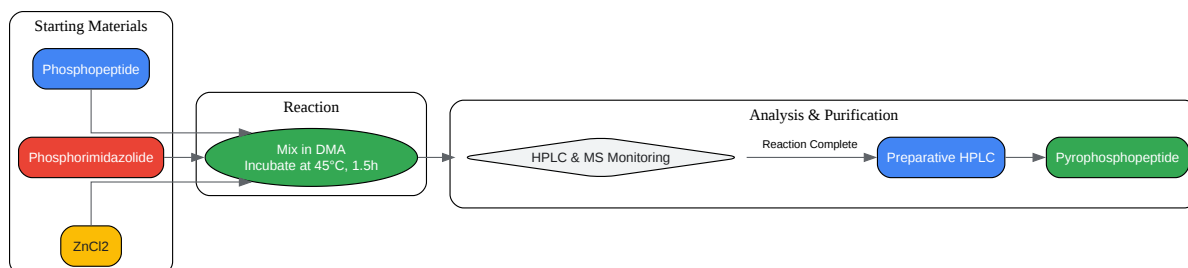 Starting Materials
Phosphopeptide
Phosphorimidazolide
ZnCl2
Reaction
Mix in DMA
Incubate at 45°C, 1.5h
Analysis & Purification
HPLC & MS Monitoring
Reaction Complete
Preparative HPLC
Pyrophosphopeptide